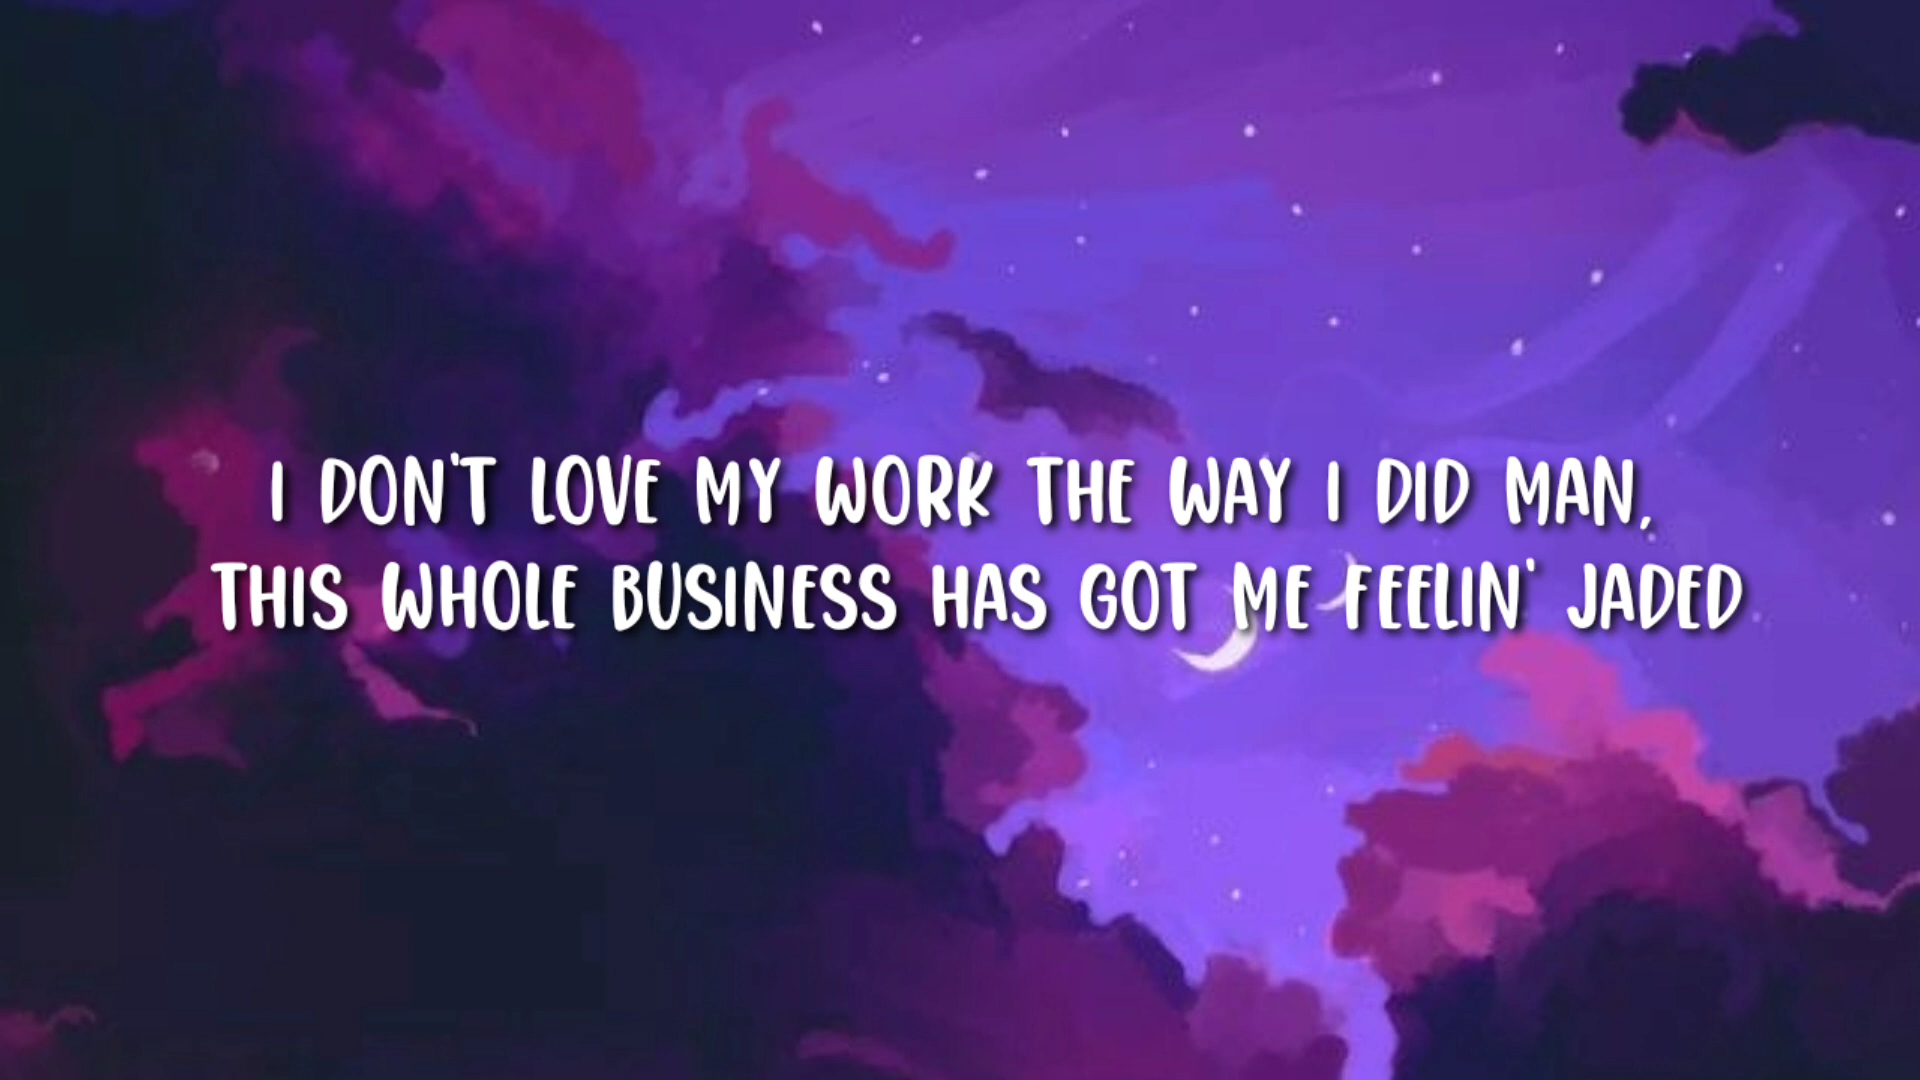 I DON'T LOVE MY WORK THE WAY I DID MAN,
THIS WHOLE BUSINESS HAS GOT ME FEELIN' JADED